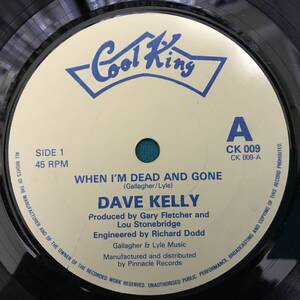 Cool King
SIDE 1
45 RPM
A
CK 009
CK 009-A
WHEN I'M DEAD AND GONE
(Gallagher/Lyle)
DAVE KELLY
Produced by Gary Fletcher and
Lou Stonebridge
Engineered by Richard Dodd
Gallagher & Lyle Music
Manufactured and distributed
by Pinnacle Records
ALL RIGHTS OF THE MANUFACTURER AND OF THE OWNER OF THE RECORDED WORK RESERVED. UNAUTHORISED PUBLIC PERFORMANCE, BROADCASTING AND COPYING OF THIS RECORD PROHIBITED.